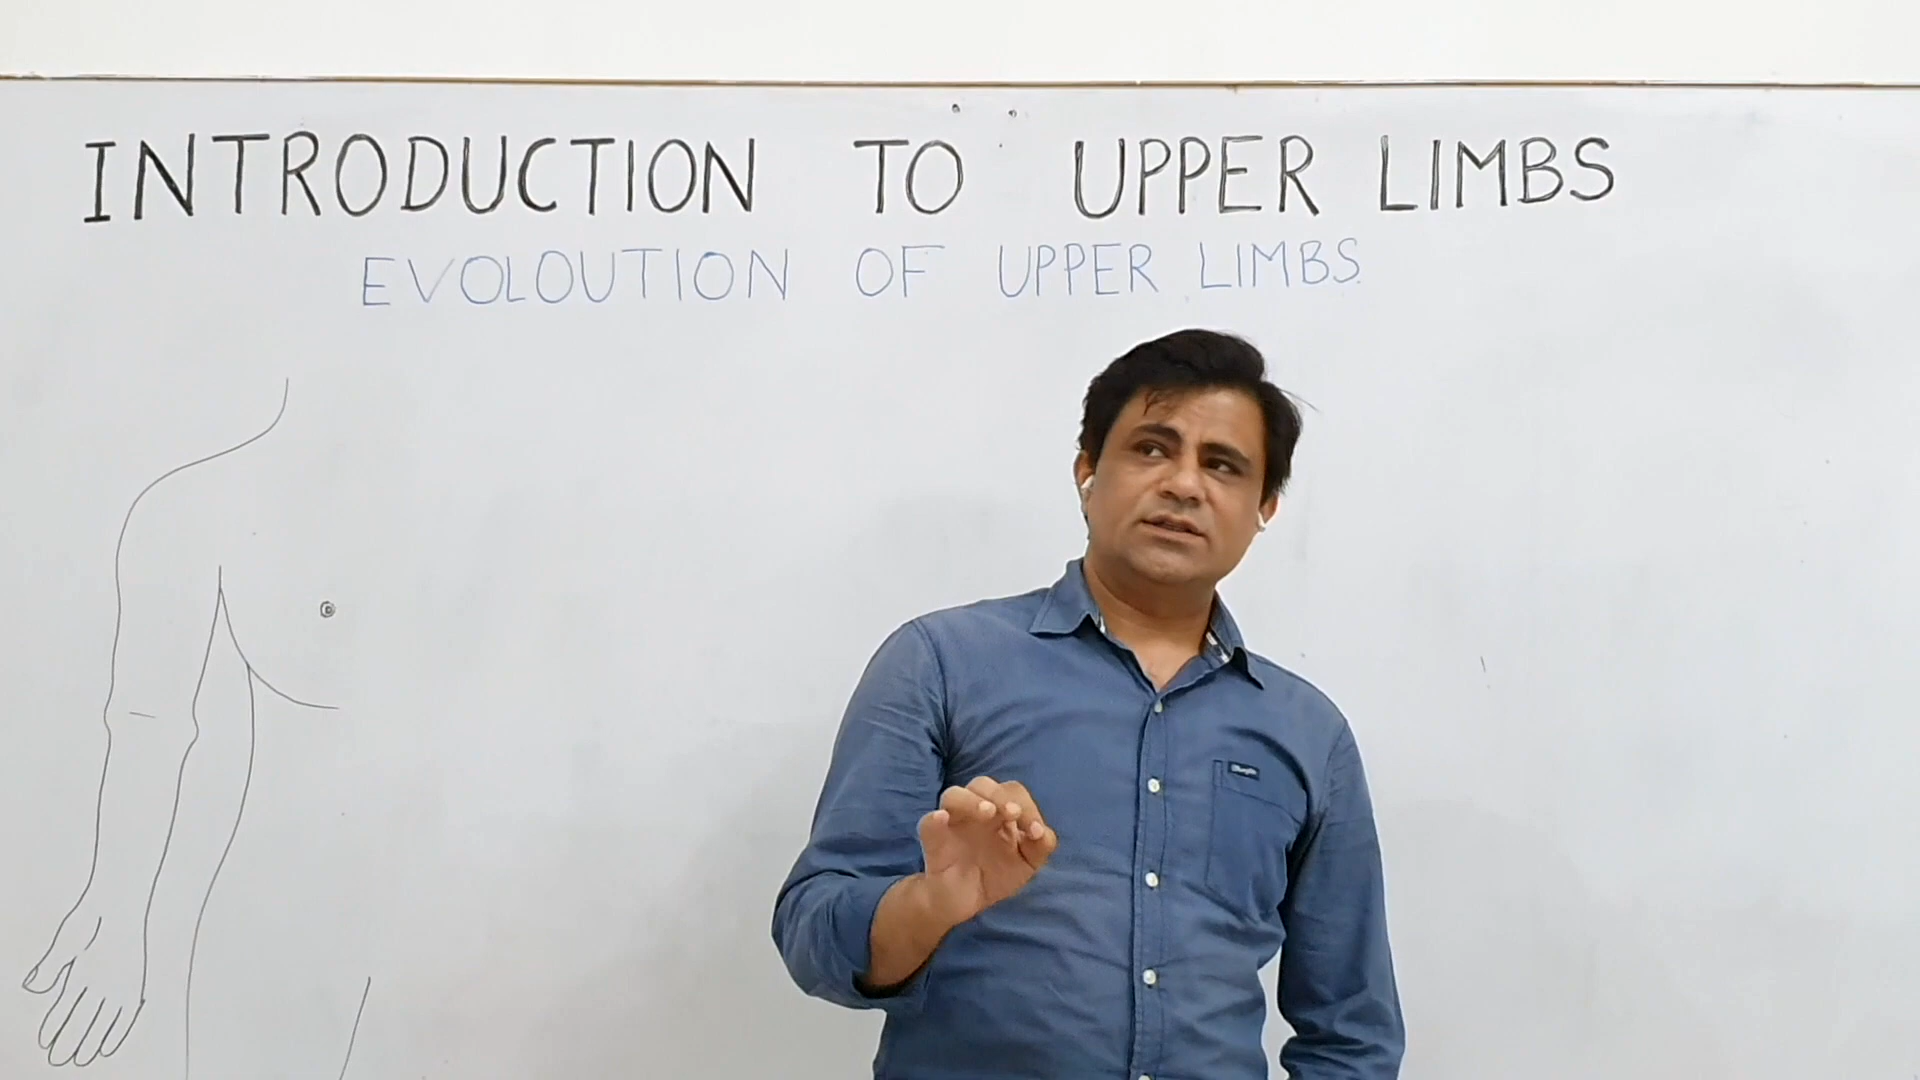 INTRODUCTION TO UPPER LIMBS
EVOLOUTION OF UPPER LIMBS